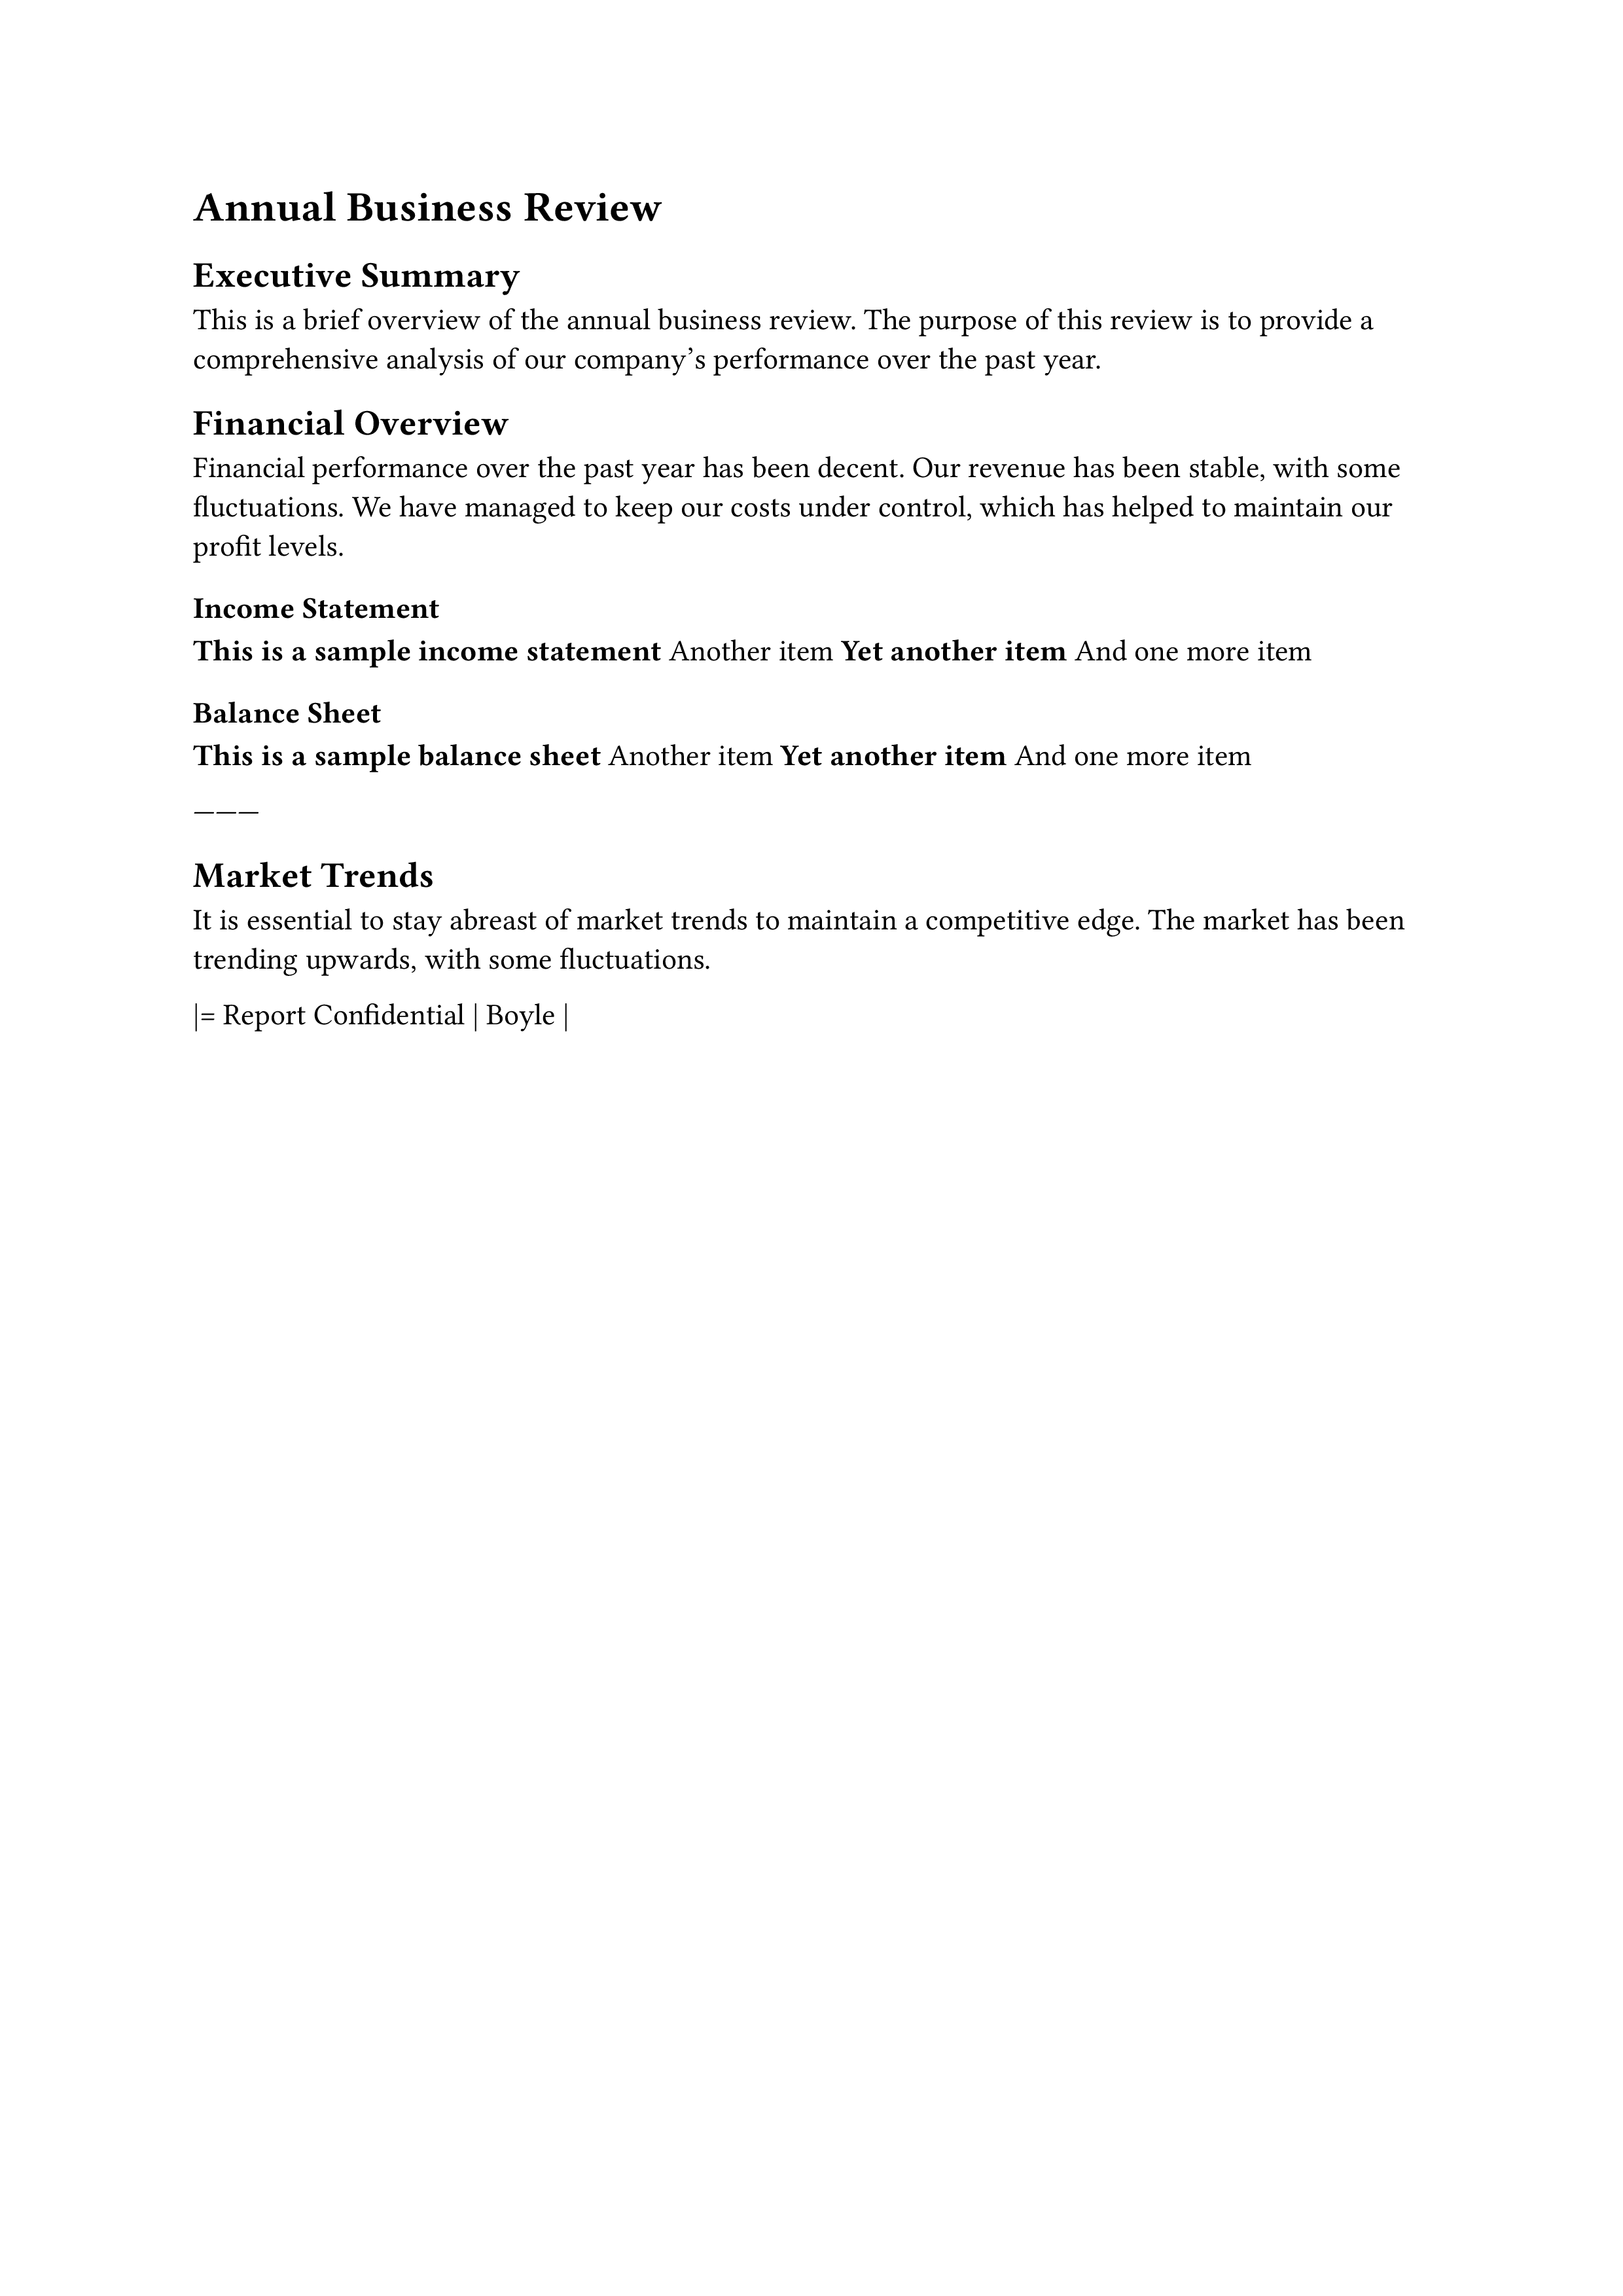 Annual Business Review
Executive Summary
This is a brief overview of the annual business review. The purpose of this review is to provide a
comprehensive analysis of our company’s performance over the past year.
Financial Overview
Financial performance over the past year has been decent. Our revenue has been stable, with some
fluctuations. We have managed to keep our costs under control, which has helped to maintain our
profit levels.
Income Statement
This is a sample income statement Another item Yet another item And one more item
Balance Sheet
This is a sample balance sheet Another item Yet another item And one more item
———
Market Trends
It is essential to stay abreast of market trends to maintain a competitive edge. The market has been
trending upwards, with some fluctuations.
|= Report Confidential | Boyle |